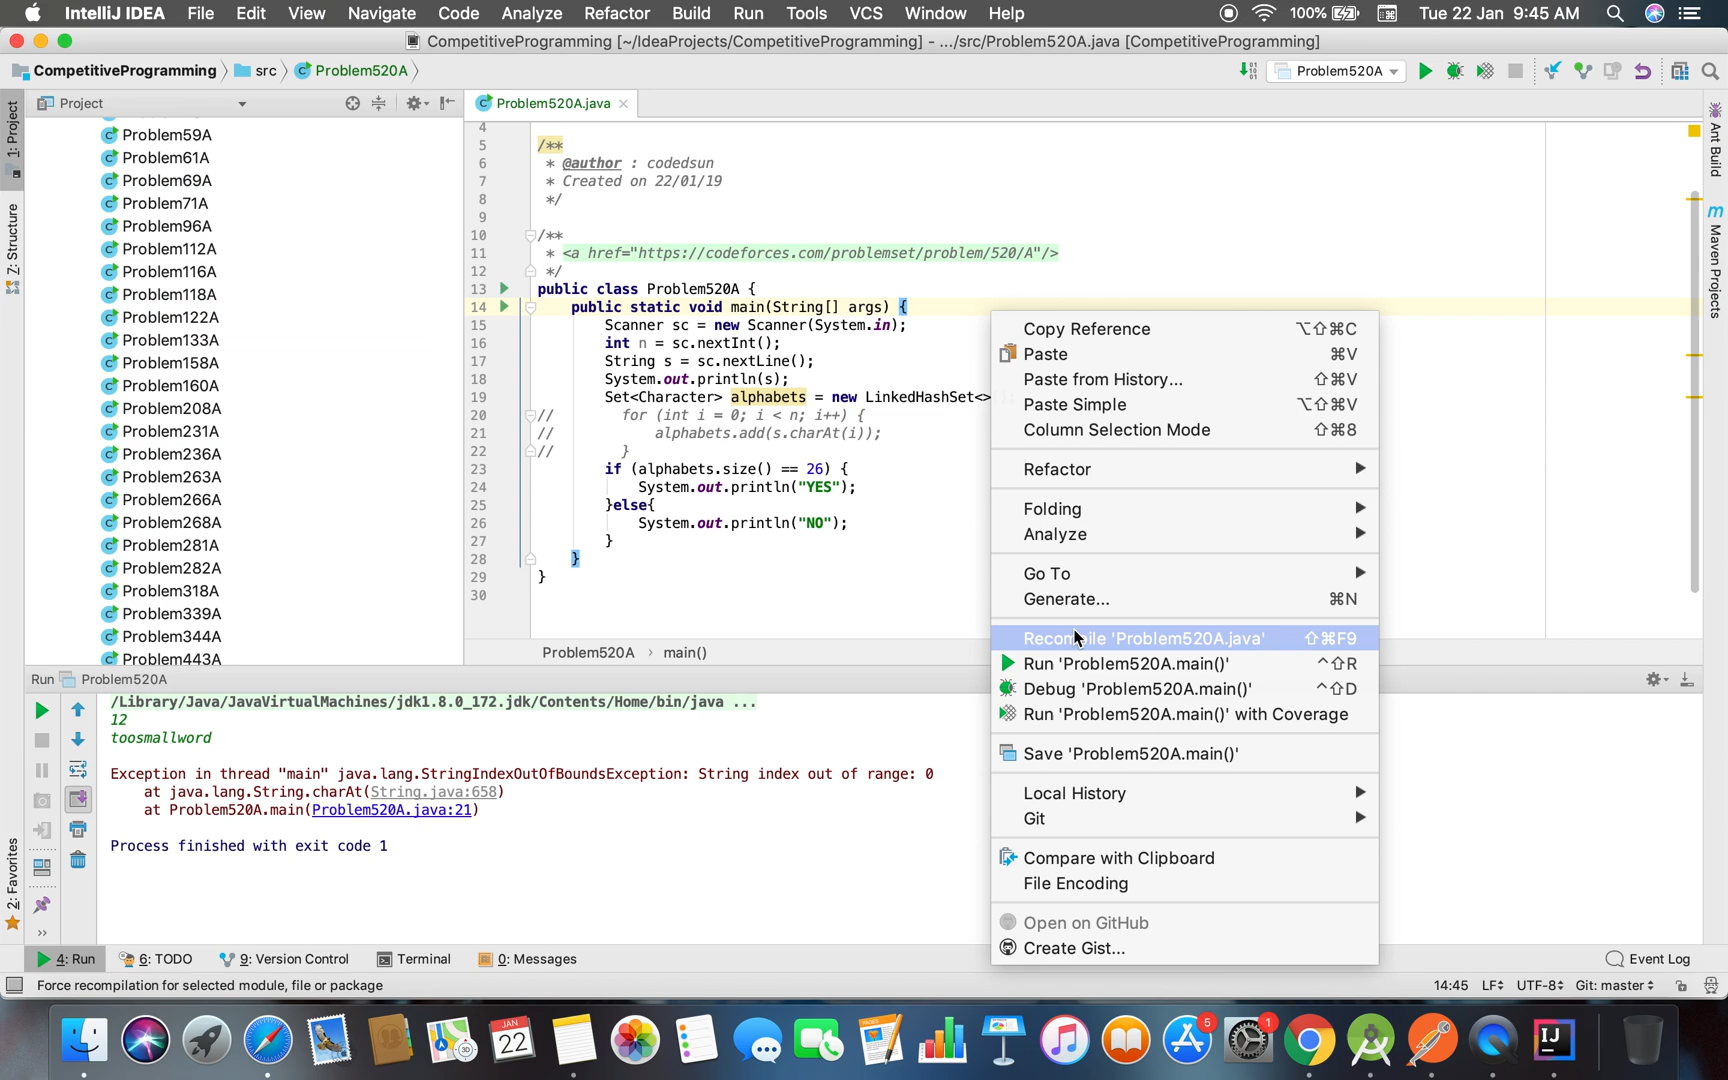 IntelliJ IDEA File Edit View Navigate Code Analyze Refactor Build Run Tools VCS Window Help 100% Tue 22 Jan 9:45 AM
CompetitiveProgramming [~/IdeaProjects/CompetitiveProgramming] - .../src/Problem520A.java [CompetitiveProgramming]
CompetitiveProgramming src Problem520A Problem520A
Project Problem520A.java
1: Project
Z: Structure
2: Favorites
Problem59A
Problem61A
Problem69A
Problem71A
Problem96A
Problem112A
Problem116A
Problem118A
Problem122A
Problem133A
Problem158A
Problem160A
Problem208A
Problem231A
Problem236A
Problem263A
Problem266A
Problem268A
Problem281A
Problem282A
Problem318A
Problem339A
Problem344A
Problem443A
4
5 /**
6 * @author : codedsun
7 * Created on 22/01/19
8 */
9
10 /**
11 * <a href="https://codeforces.com/problemset/problem/520/A"/>
12 */
13 public class Problem520A {
14 public static void main(String[] args) {
15 Scanner sc = new Scanner(System.in);
16 int n = sc.nextInt();
17 String s = sc.nextLine();
18 System.out.println(s);
19 Set<Character> alphabets = new LinkedHashSet<>
20 // for (int i = 0; i < n; i++) {
21 // alphabets.add(s.charAt(i));
22 // }
23 if (alphabets.size() == 26) {
24 System.out.println("YES");
25 }else{
26 System.out.println("NO");
27 }
28 }
29 }
30
Problem520A › main()
Copy Reference ⌥⇧⌘C
Paste ⌘V
Paste from History... ⇧⌘V
Paste Simple ⌥⇧⌘V
Column Selection Mode ⇧⌘8
Refactor
Folding
Analyze
Go To
Generate... ⌘N
Recompile 'Problem520A.java' ⇧⌘F9
Run 'Problem520A.main()' ^⇧R
Debug 'Problem520A.main()' ^⇧D
Run 'Problem520A.main()' with Coverage
Save 'Problem520A.main()'
Local History
Git
Compare with Clipboard
File Encoding
Open on GitHub
Create Gist...
Ant Build
Maven Projects
Run Problem520A
/Library/Java/JavaVirtualMachines/jdk1.8.0_172.jdk/Contents/Home/bin/java ...
12
toosmallword
Exception in thread "main" java.lang.StringIndexOutOfBoundsException: String index out of range: 0
at java.lang.String.charAt(String.java:658)
at Problem520A.main(Problem520A.java:21)
Process finished with exit code 1
4: Run 6: TODO 9: Version Control Terminal 0: Messages Event Log
Force recompilation for selected module, file or package 14:45 LF UTF-8 Git: master
JAN
22
3D
5
1
IJ